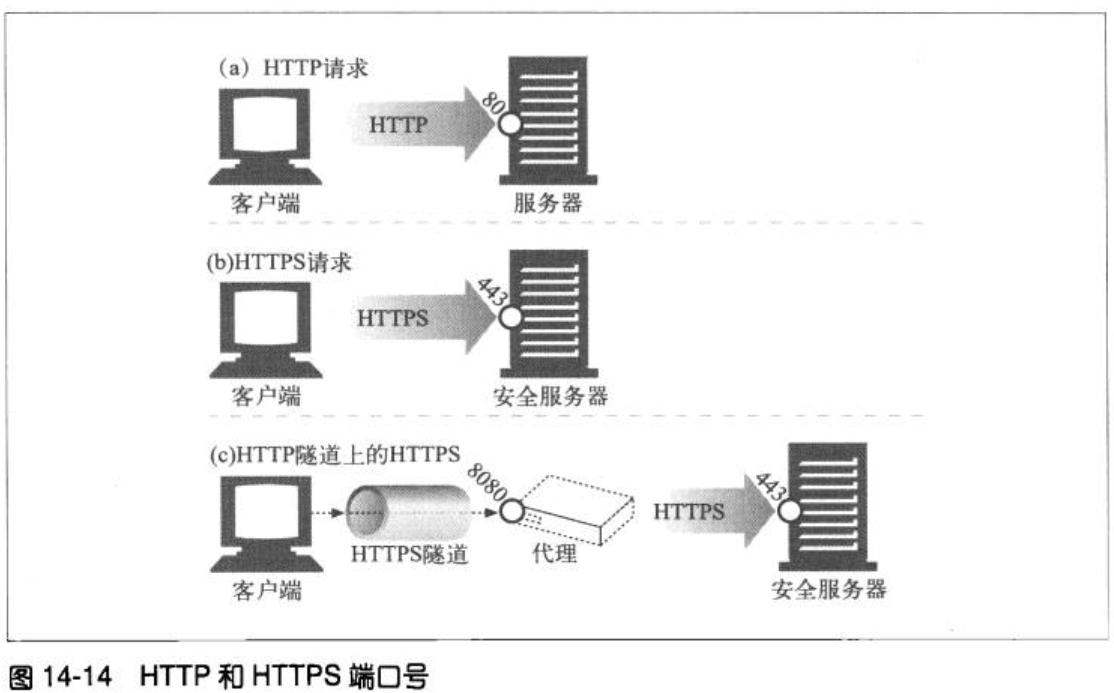 (a) HTTP请求
80
HTTP
客户端
服务器
(b)HTTPS请求
443
HTTPS
客户端
安全服务器
(c)HTTP隧道上的HTTPS
8080
443
HTTPS
HTTPS隧道
代理
客户端
安全服务器
图 14-14 HTTP 和 HTTPS 端口号